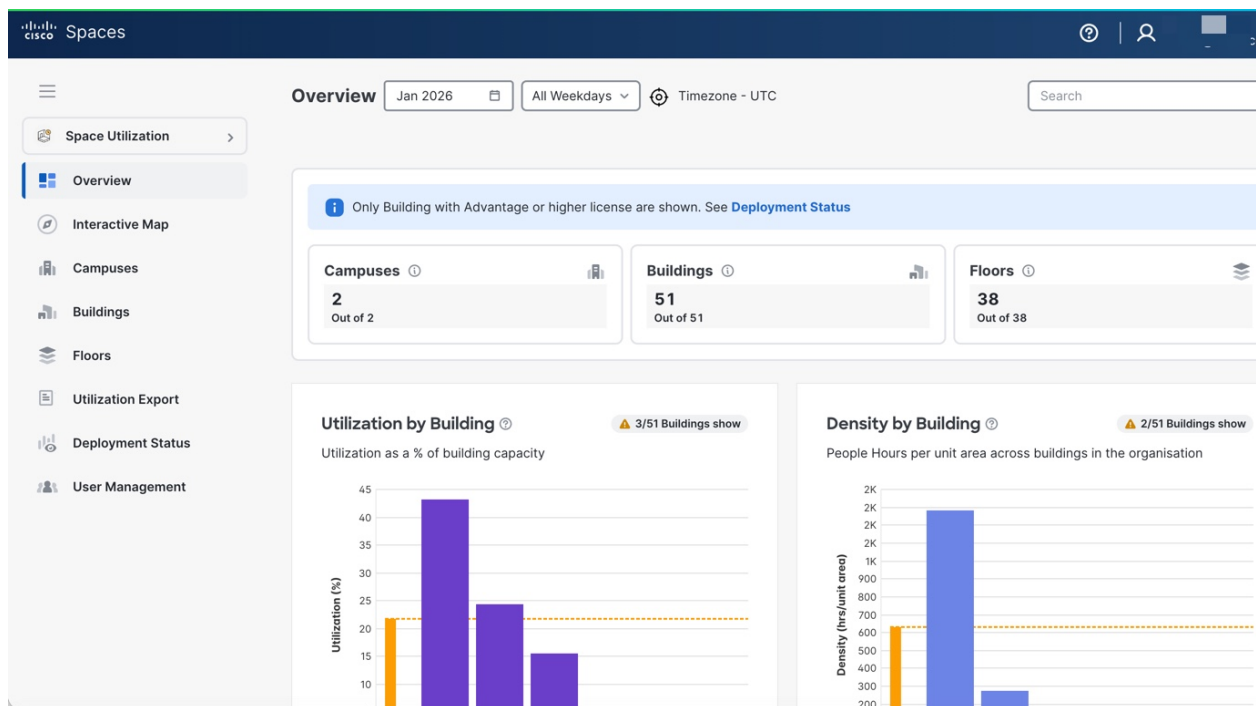 cisco Spaces
Overview Jan 2026 All Weekdays Timezone - UTC Search
Space Utilization
Overview
Interactive Map
Campuses
Buildings
Floors
Utilization Export
Deployment Status
User Management
Only Building with Advantage or higher license are shown. See Deployment Status
Campuses
2
Out of 2
Buildings
51
Out of 51
Floors
38
Out of 38
Utilization by Building
3/51 Buildings show
Utilization as a % of building capacity
45
40
35
30
25
20
15
10
Utilization (%)
Density by Building
2/51 Buildings show
People Hours per unit area across buildings in the organisation
2K
2K
2K
2K
1K
900
800
700
600
500
400
300
200
Density (hrs/unit area)